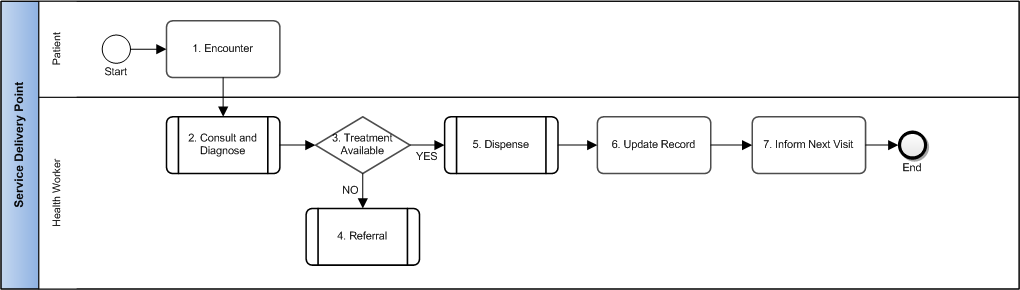 Service Delivery Point
Patient
Start
1. Encounter
Health Worker
2. Consult and
Diagnose
3. Treatment
Available
YES
NO
4. Referral
5. Dispense
6. Update Record
7. Inform Next Visit
End